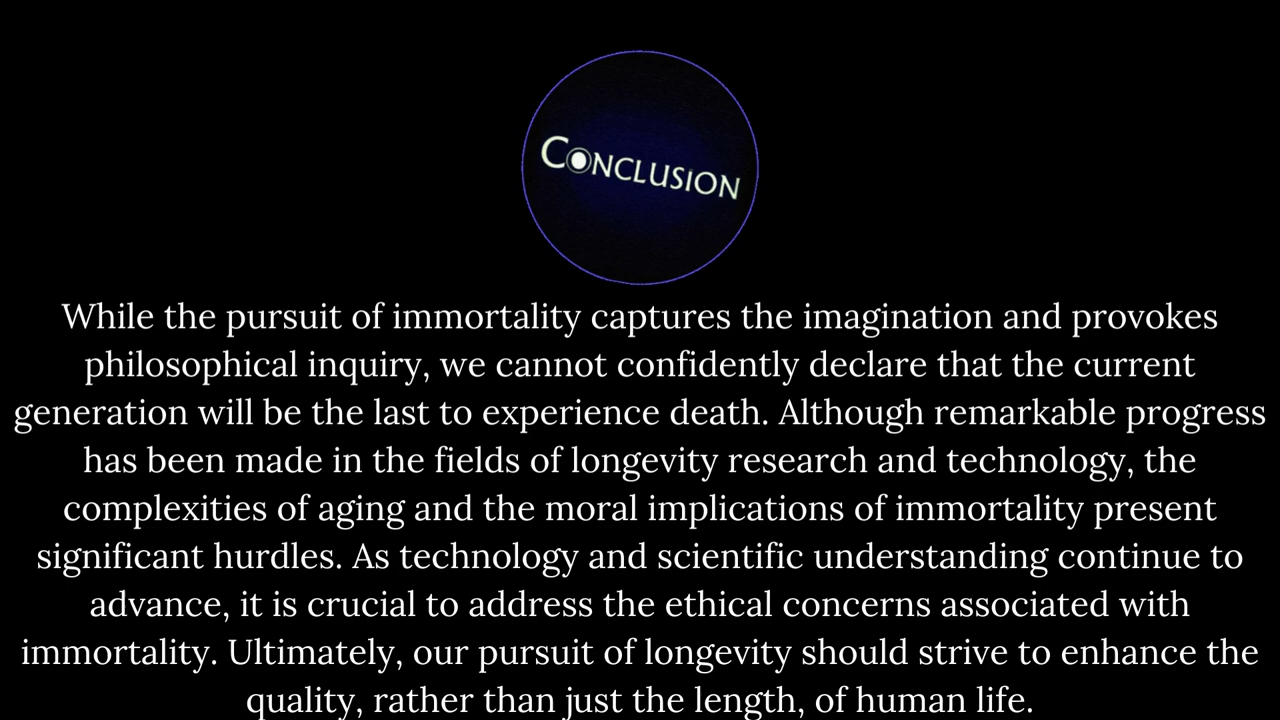 CONCLUSION
While the pursuit of immortality captures the imagination and provokes
philosophical inquiry, we cannot confidently declare that the current
generation will be the last to experience death. Although remarkable progress
has been made in the fields of longevity research and technology, the
complexities of aging and the moral implications of immortality present
significant hurdles. As technology and scientific understanding continue to
advance, it is crucial to address the ethical concerns associated with
immortality. Ultimately, our pursuit of longevity should strive to enhance the
quality, rather than just the length, of human life.